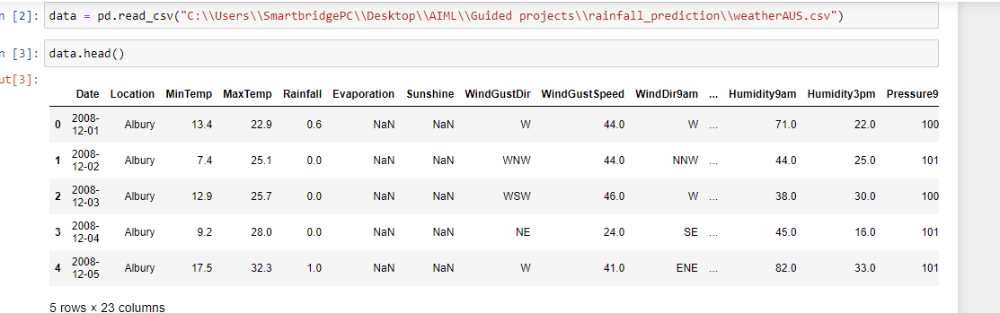 n [2]: data = pd.read_csv("C:\\Users\\SmartbridgePC\\Desktop\\AIML\\Guided projects\\rainfall_prediction\\weatherAUS.csv")
n [3]: data.head()
ut[3]:
Date Location MinTemp MaxTemp Rainfall Evaporation Sunshine WindGustDir WindGustSpeed WindDir9am ... Humidity9am Humidity3pm Pressure9
0 2008-12-01 Albury 13.4 22.9 0.6 NaN NaN W 44.0 W ... 71.0 22.0 100
1 2008-12-02 Albury 7.4 25.1 0.0 NaN NaN WNW 44.0 NNW ... 44.0 25.0 101
2 2008-12-03 Albury 12.9 25.7 0.0 NaN NaN WSW 46.0 W ... 38.0 30.0 100
3 2008-12-04 Albury 9.2 28.0 0.0 NaN NaN NE 24.0 SE ... 45.0 16.0 101
4 2008-12-05 Albury 17.5 32.3 1.0 NaN NaN W 41.0 ENE ... 82.0 33.0 101
5 rows × 23 columns